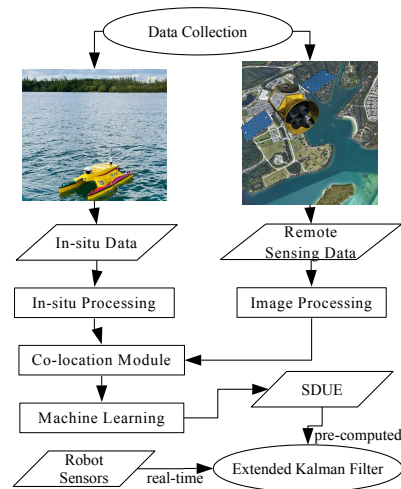 Data Collection
In-situ Data
Remote
Sensing Data
In-situ Processing
Image Processing
Co-location Module
Machine Learning
SDUE
pre-computed
Robot
Sensors
real-time
Extended Kalman Filter